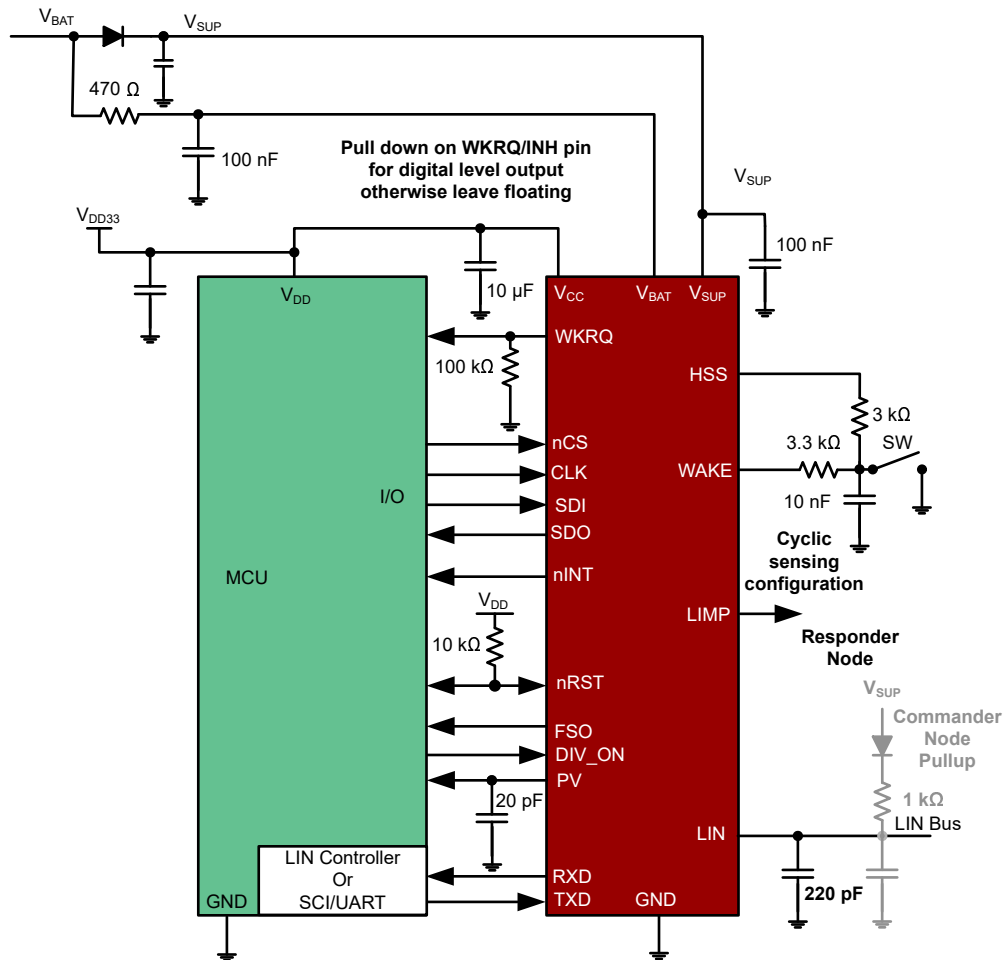 VBAT
VSUP
470 Ω
100 nF
Pull down on WKRQ/INH pin
for digital level output
otherwise leave floating
VSUP
100 nF
VDD33
10 µF
VDD
VCC
VBAT
VSUP
WKRQ
100 kΩ
HSS
3 kΩ
3.3 kΩ
SW
nCS
WAKE
CLK
10 nF
I/O
SDI
SDO
Cyclic
sensing
configuration
MCU
nINT
VDD
LIMP
10 kΩ
Responder
Node
nRST
VSUP
FSO
Commander
Node
Pullup
DIV_ON
PV
20 pF
1 kΩ
LIN
LIN Bus
LIN Controller
Or
SCI/UART
RXD
TXD
220 pF
GND
GND